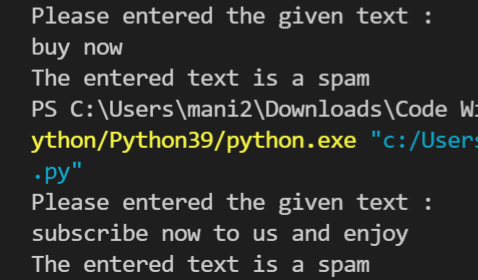 Please entered the given text :
buy now
The entered text is a spam
PS C:\Users\mani2\Downloads\Code Wi
ython/Python39/python.exe "c:/Users
.py"
Please entered the given text :
subscribe now to us and enjoy
The entered text is a spam